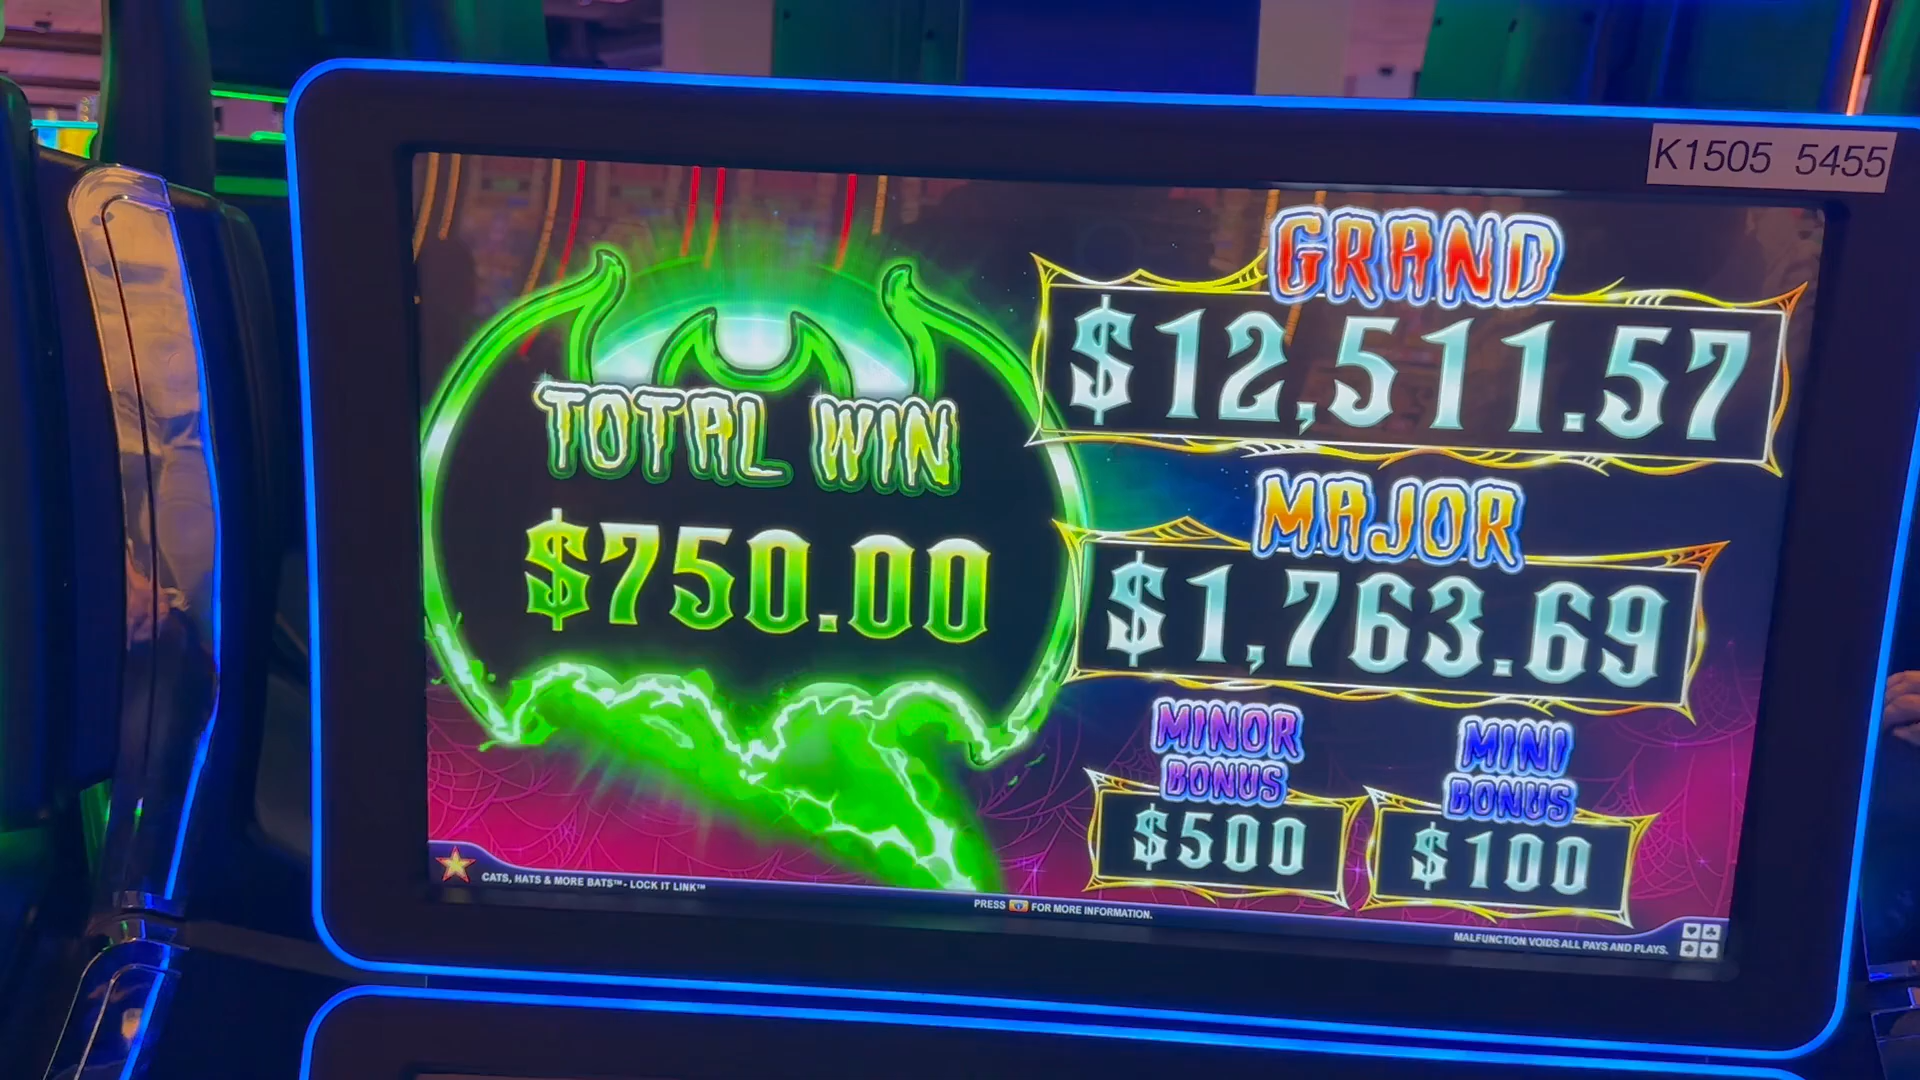 K1505 5455
GRAND
$12,511.57
TOTAL WIN
$750.00
MAJOR
$1,763.69
MINOR
BONUS
$500
MINI
BONUS
$100
CATS, HATS & MORE BATS™ - LOCK IT LINK™
PRESS FOR MORE INFORMATION.
MALFUNCTION VOIDS ALL PAYS AND PLAYS.